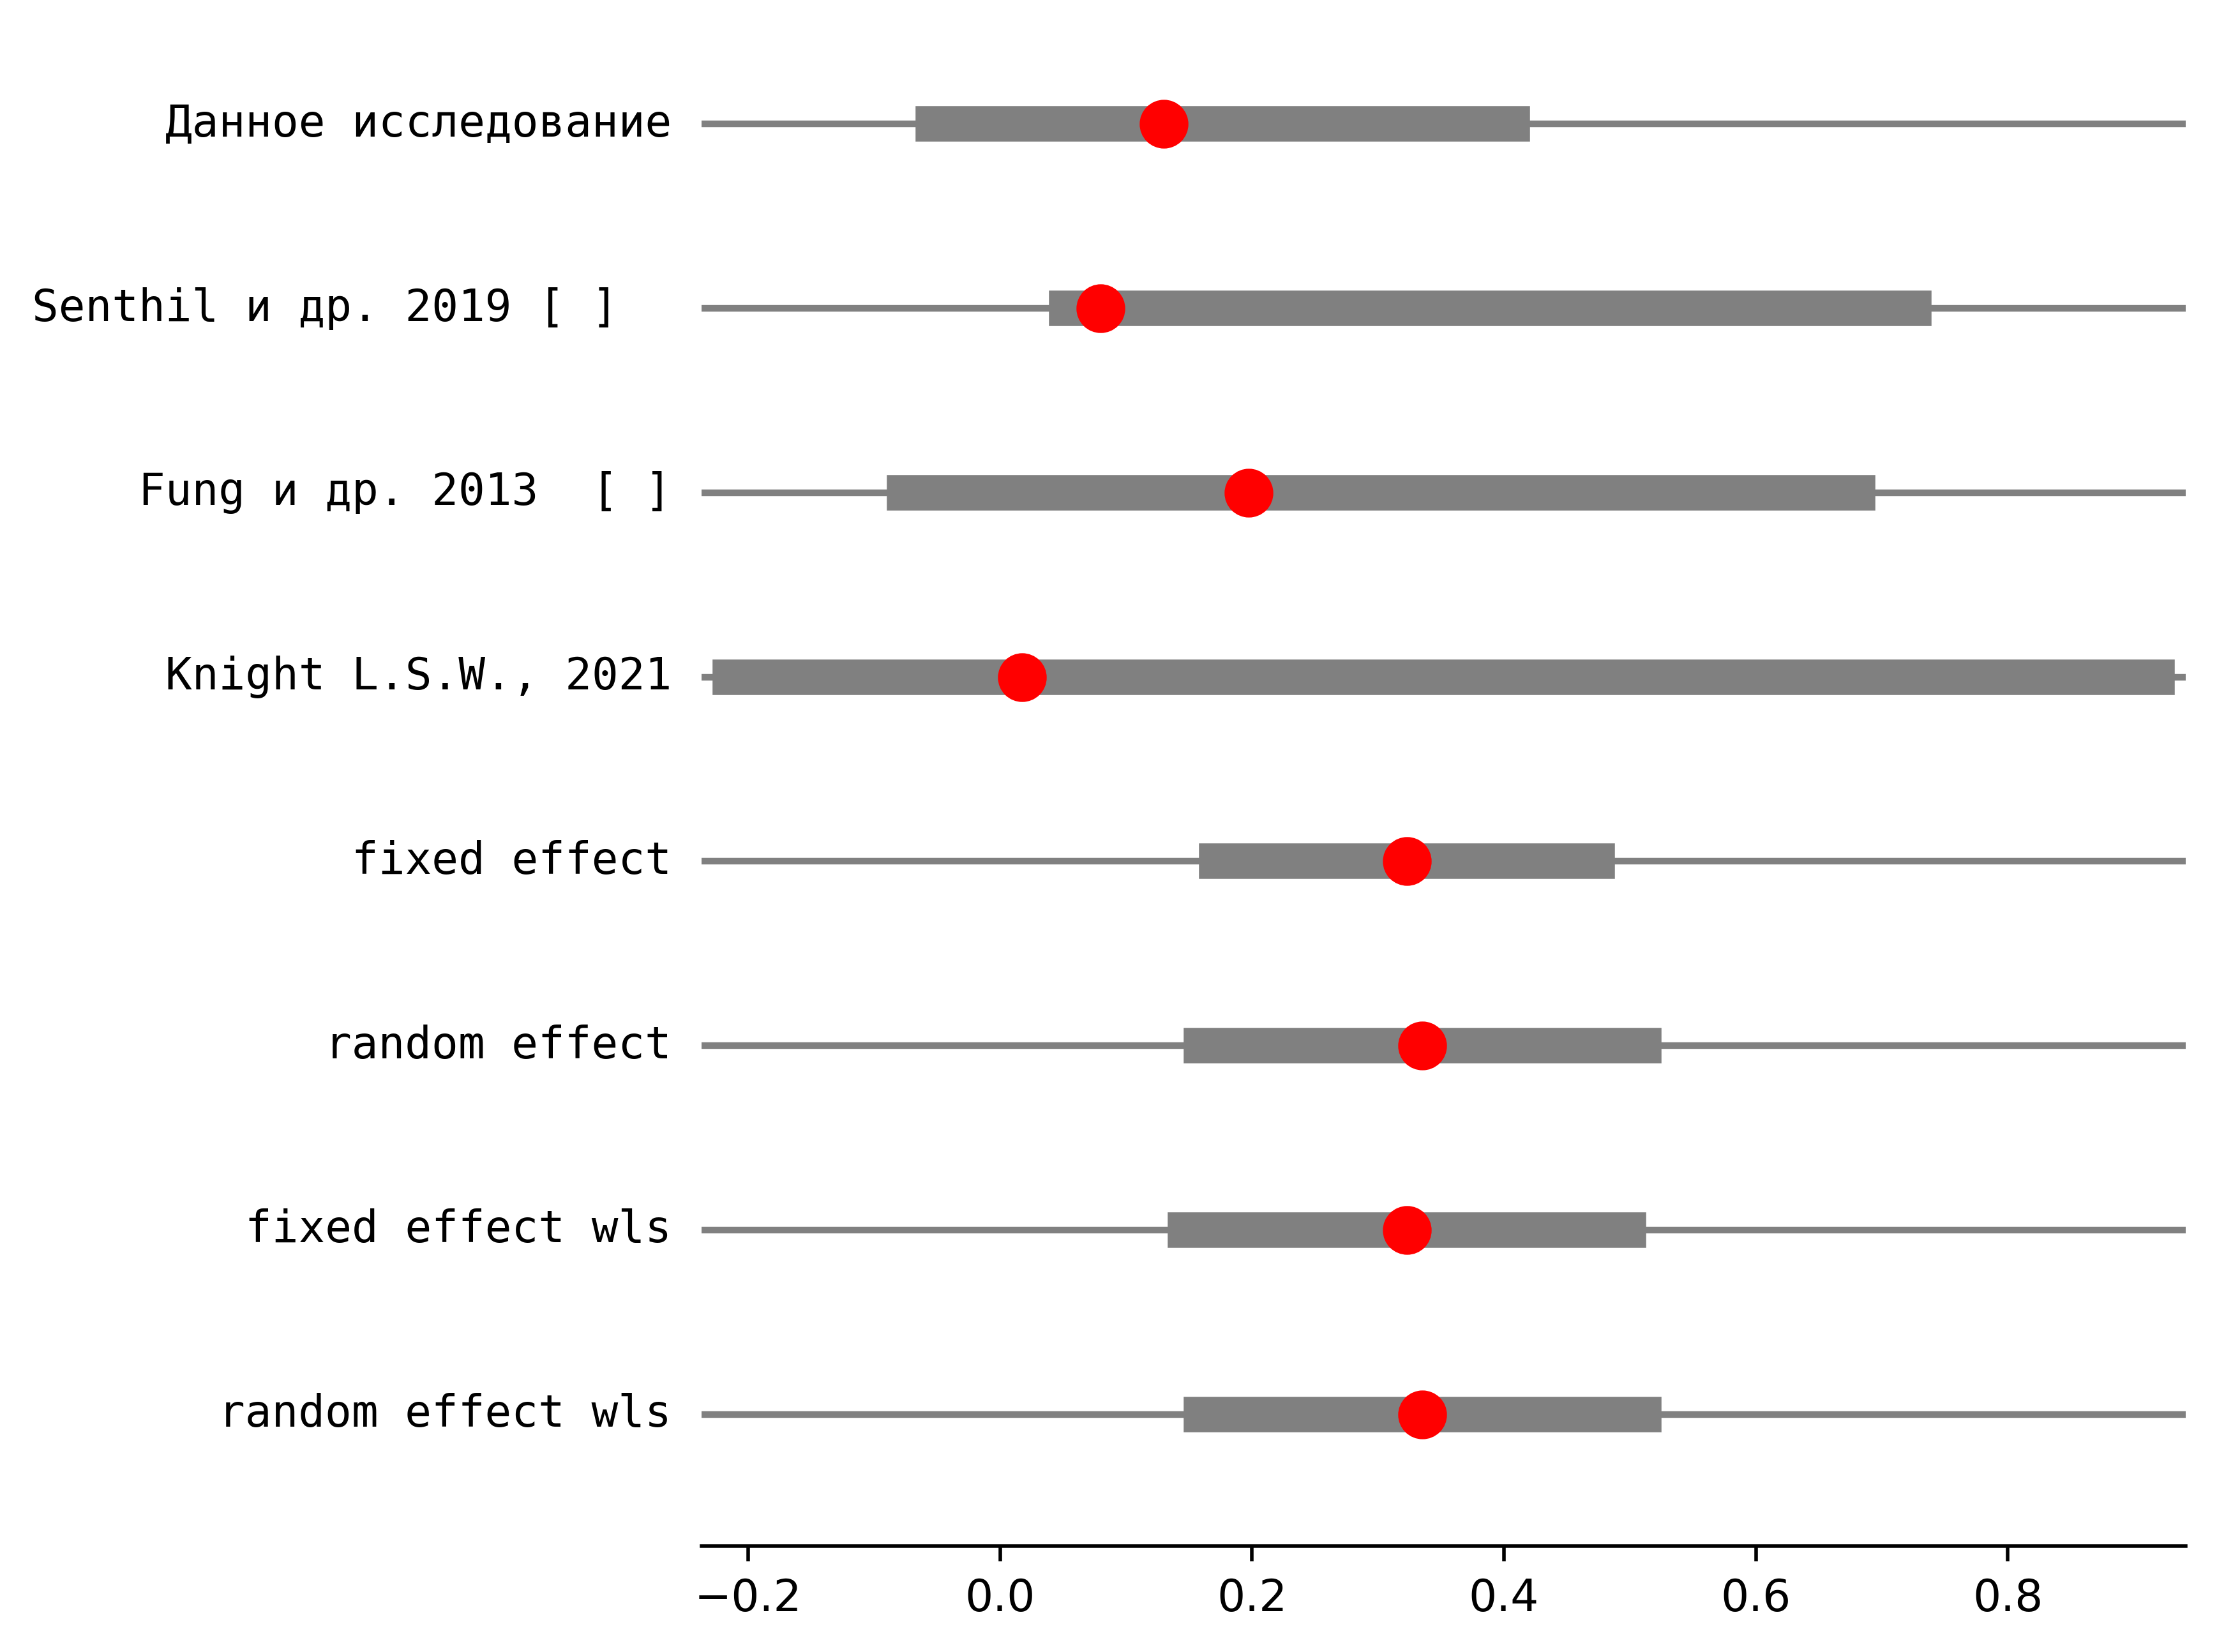 Данное исследование
Senthil и др. 2019 [ ]
Fung и др. 2013  [ ]
Knight L.S.W., 2021
fixed effect
random effect
fixed effect wls
random effect wls
−0.2 0.0 0.2 0.4 0.6 0.8